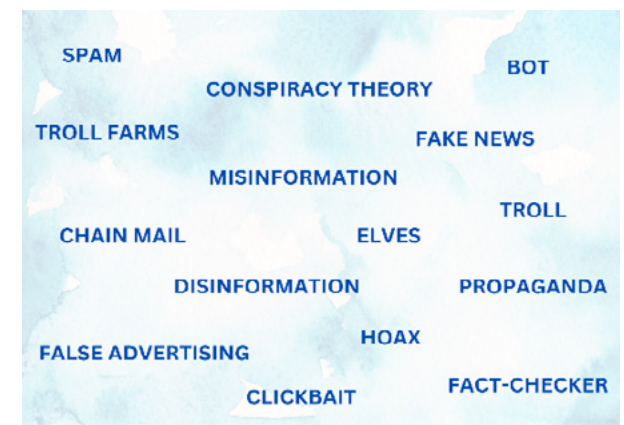 SPAM
BOT
CONSPIRACY THEORY
TROLL FARMS
FAKE NEWS
MISINFORMATION
TROLL
CHAIN MAIL
ELVES
DISINFORMATION
PROPAGANDA
HOAX
FALSE ADVERTISING
FACT-CHECKER
CLICKBAIT